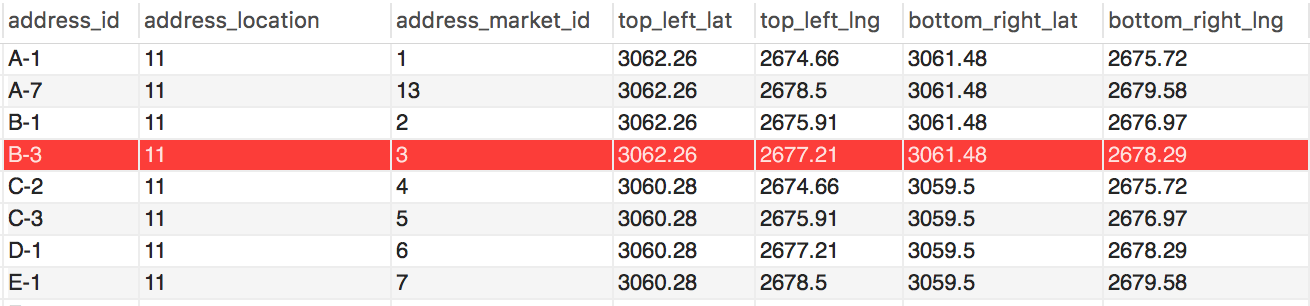 address_id address_location address_market_id top_left_lat top_left_lng bottom_right_lat bottom_right_lng
A-1 11 1 3062.26 2674.66 3061.48 2675.72
A-7 11 13 3062.26 2678.5 3061.48 2679.58
B-1 11 2 3062.26 2675.91 3061.48 2676.97
B-3 11 3 3062.26 2677.21 3061.48 2678.29
C-2 11 4 3060.28 2674.66 3059.5 2675.72
C-3 11 5 3060.28 2675.91 3059.5 2676.97
D-1 11 6 3060.28 2677.21 3059.5 2678.29
E-1 11 7 3060.28 2678.5 3059.5 2679.58